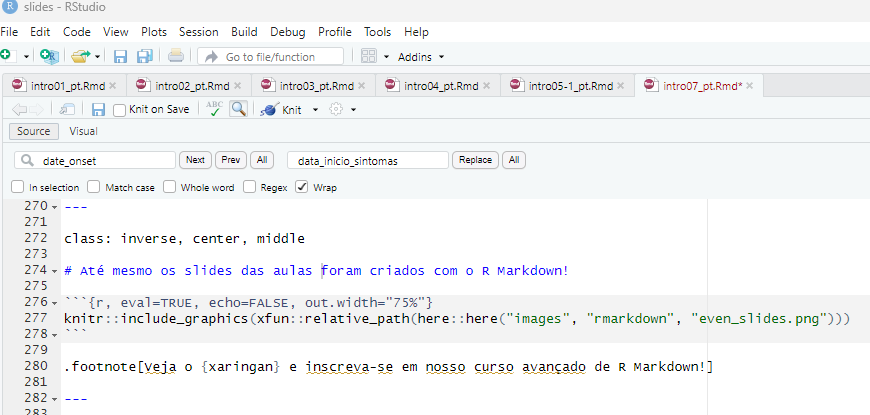 slides - RStudio
File Edit Code View Plots Session Build Debug Profile Tools Help
Go to file/function Addins
intro01_pt.Rmd intro02_pt.Rmd intro03_pt.Rmd intro04_pt.Rmd intro05-1_pt.Rmd intro07_pt.Rmd*
Knit on Save ABC Knit
Source Visual
date_onset Next Prev All data_inicio_sintomas Replace All
In selection Match case Whole word Regex Wrap
270 ---
271
272 class: inverse, center, middle
273
274 # Até mesmo os slides das aulas foram criados com o R Markdown!
275
276 ```{r, eval=TRUE, echo=FALSE, out.width="75%"}
277 knitr::include_graphics(xfun::relative_path(here::here("images", "rmarkdown", "even_slides.png")))
278 ```
279
280 .footnote[Veja o {xaringan} e inscreva-se em nosso curso avançado de R Markdown!]
281
282 ---
283